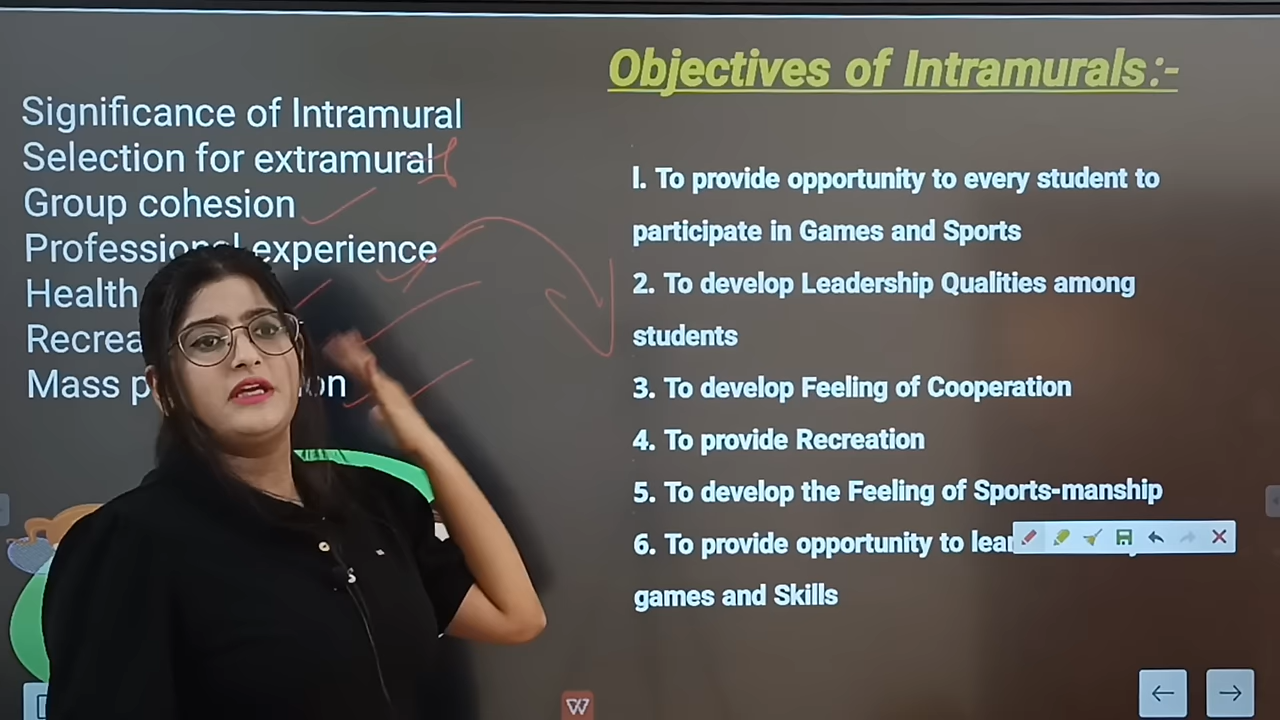 Objectives of Intramurals:-
Significance of Intramural
Selection for extramural
Group cohesion
Professional experience
Health
Mass
l. To provide opportunity to every student to
participate in Games and Sports
2. To develop Leadership Qualities among
students
3. To develop Feeling of Cooperation
4. To provide Recreation
5. To develop the Feeling of Sports-manship
6. To provide opportunity to
games and Skills
W